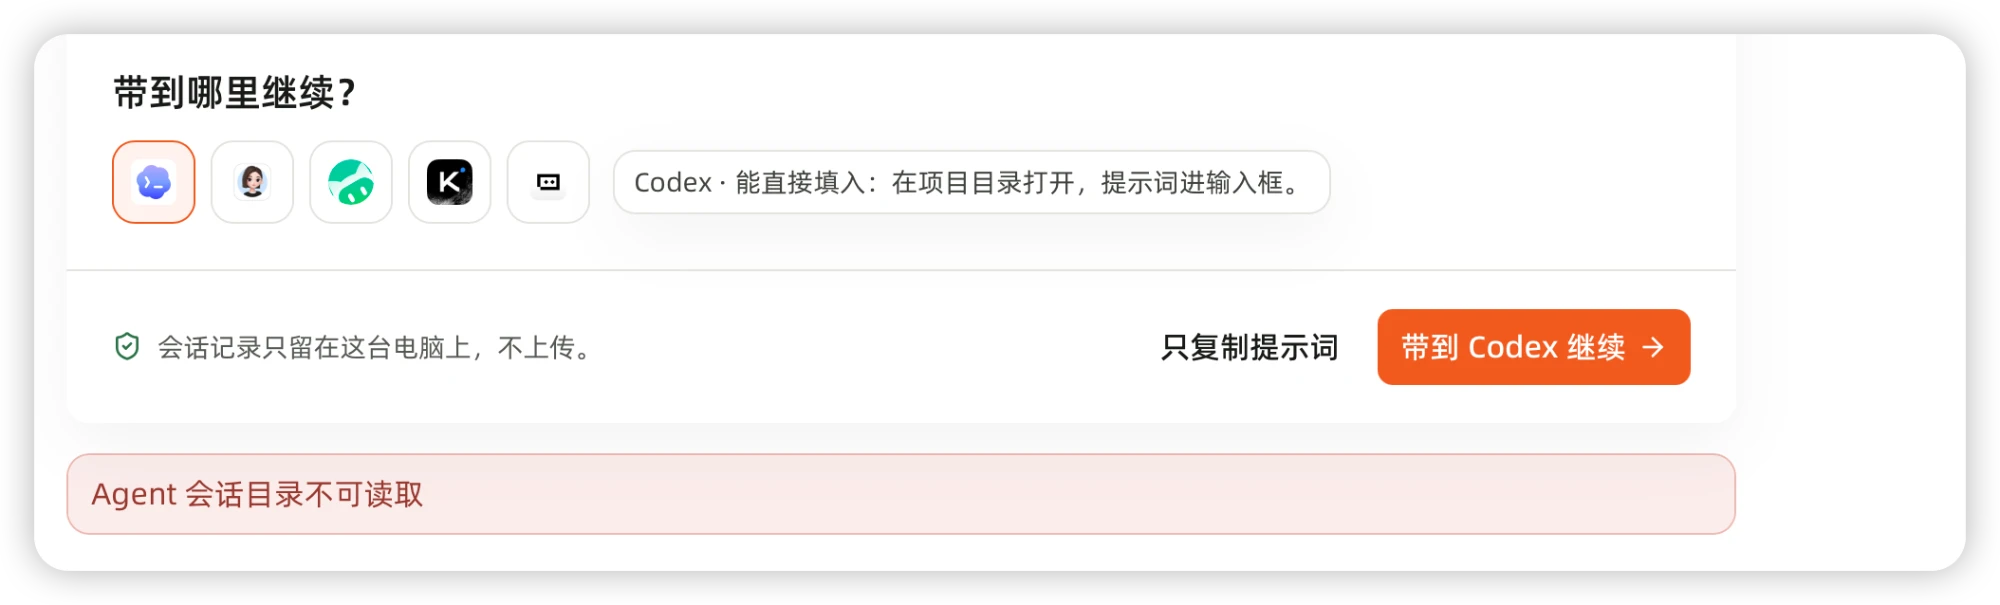 带到哪里继续？
Codex · 能直接填入：在项目目录打开，提示词进输入框。
会话记录只留在这台电脑上，不上传。
只复制提示词
带到 Codex 继续 →
Agent 会话目录不可读取